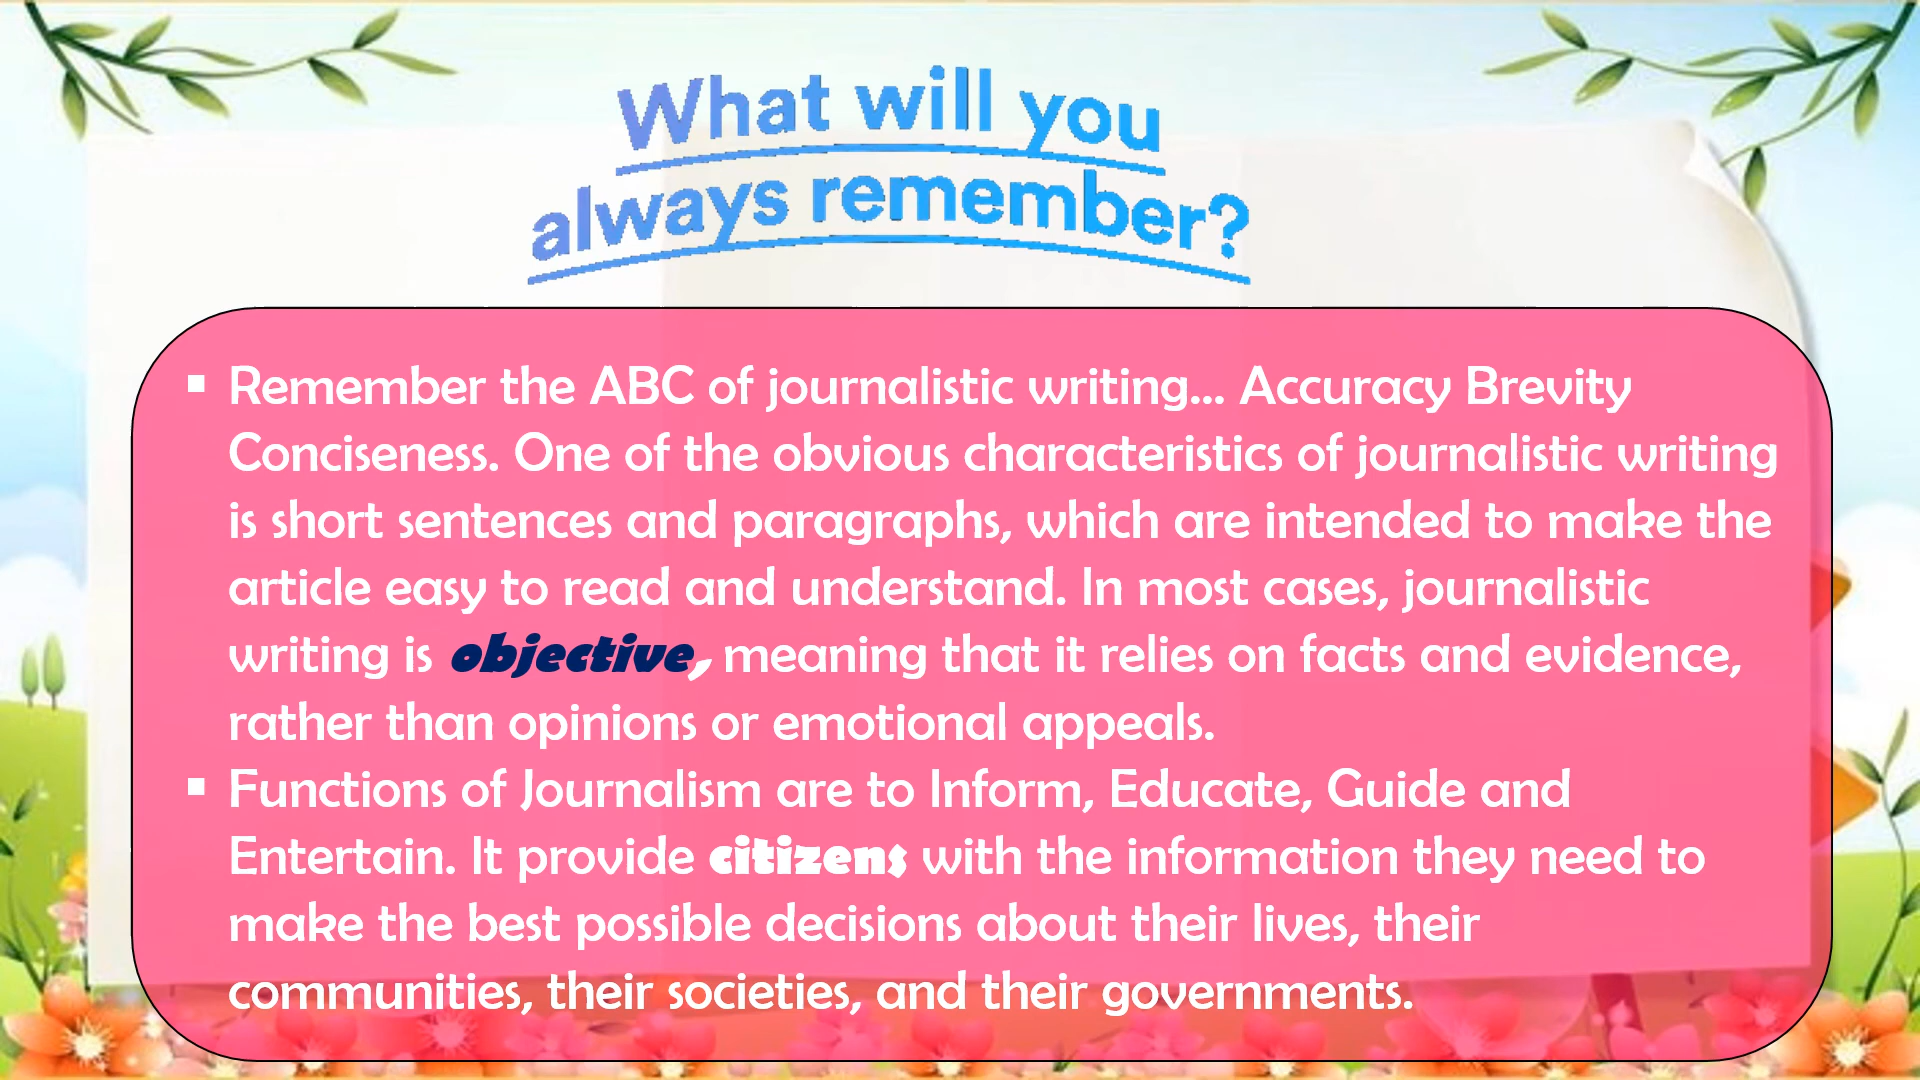 What will you
always remember?
▪ Remember the ABC of journalistic writing... Accuracy Brevity
Conciseness. One of the obvious characteristics of journalistic writing
is short sentences and paragraphs, which are intended to make the
article easy to read and understand. In most cases, journalistic
writing is objective, meaning that it relies on facts and evidence,
rather than opinions or emotional appeals.
▪ Functions of Journalism are to Inform, Educate, Guide and
Entertain. It provide citizens with the information they need to
make the best possible decisions about their lives, their
communities, their societies, and their governments.